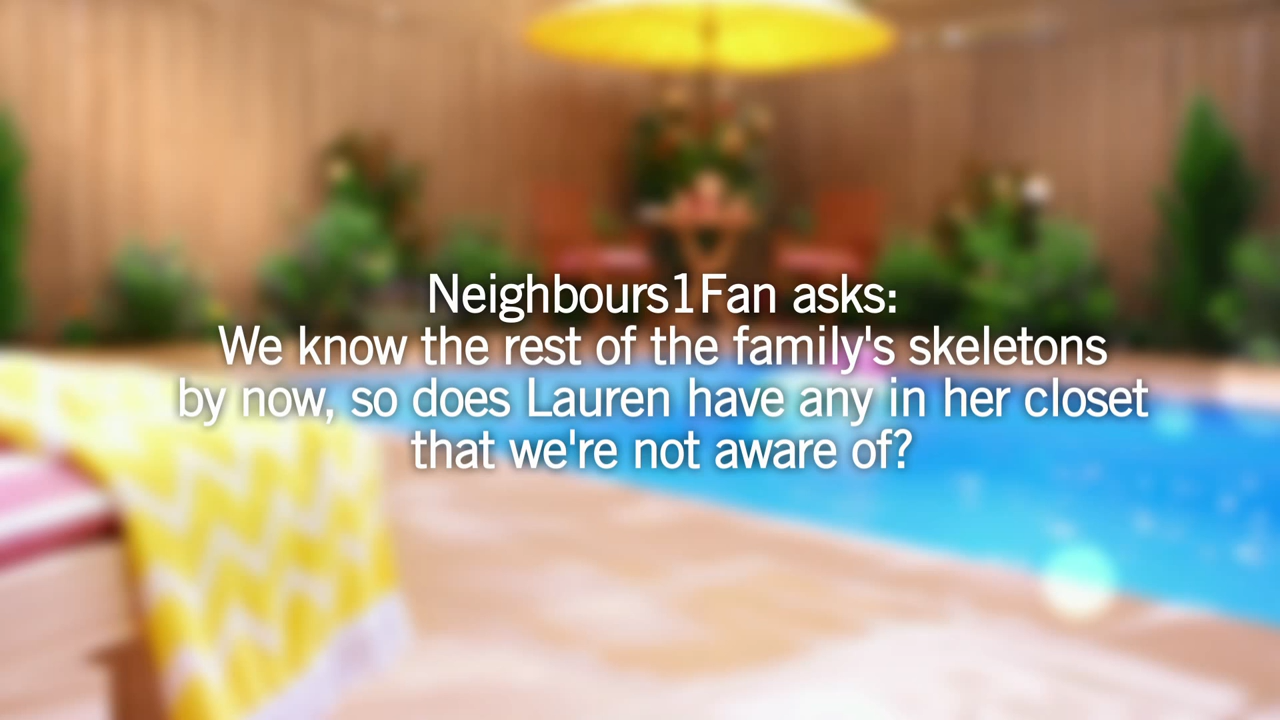 Neighbours1Fan asks:
We know the rest of the family's skeletons
by now, so does Lauren have any in her closet
that we're not aware of?